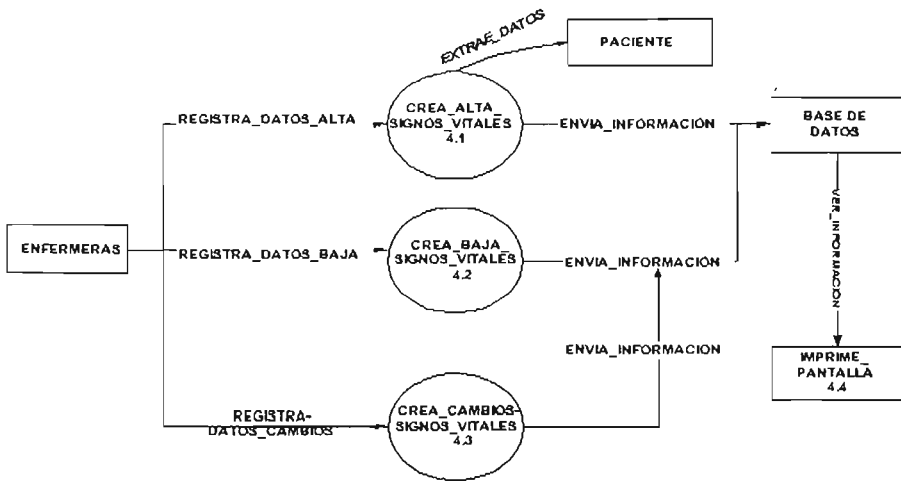 EXTRAE_DATOS
PACIENTE
CREA_ALTA_
SIGNOS_VITALES
4.1
REGISTRA_DATOS_ALTA
ENVIA_INFORMACION
BASE DE
DATOS
VER_INFORMACION
ENFERMERAS
REGISTRA_DATOS_BAJA
CREA_BAJA_
SIGNOS_VITALES
4.2
ENVIA_INFORMACION
ENVIA_INFORMACION
IMPRIME_
PANTALLA
4.4
REGISTRA-
DATOS_CAMBIOS
CREA_CAMBIOS-
SIGNOS_VITALES
4.3